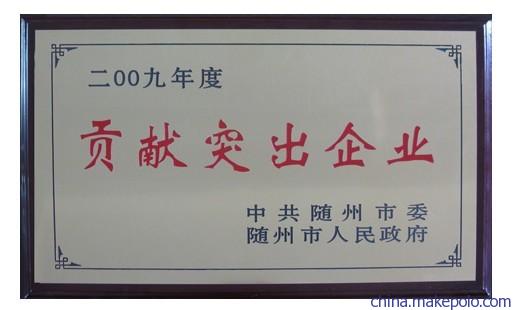 二00九年度
贡献突出企业
中共随州市委
随州市人民政府
china.makepolo.com